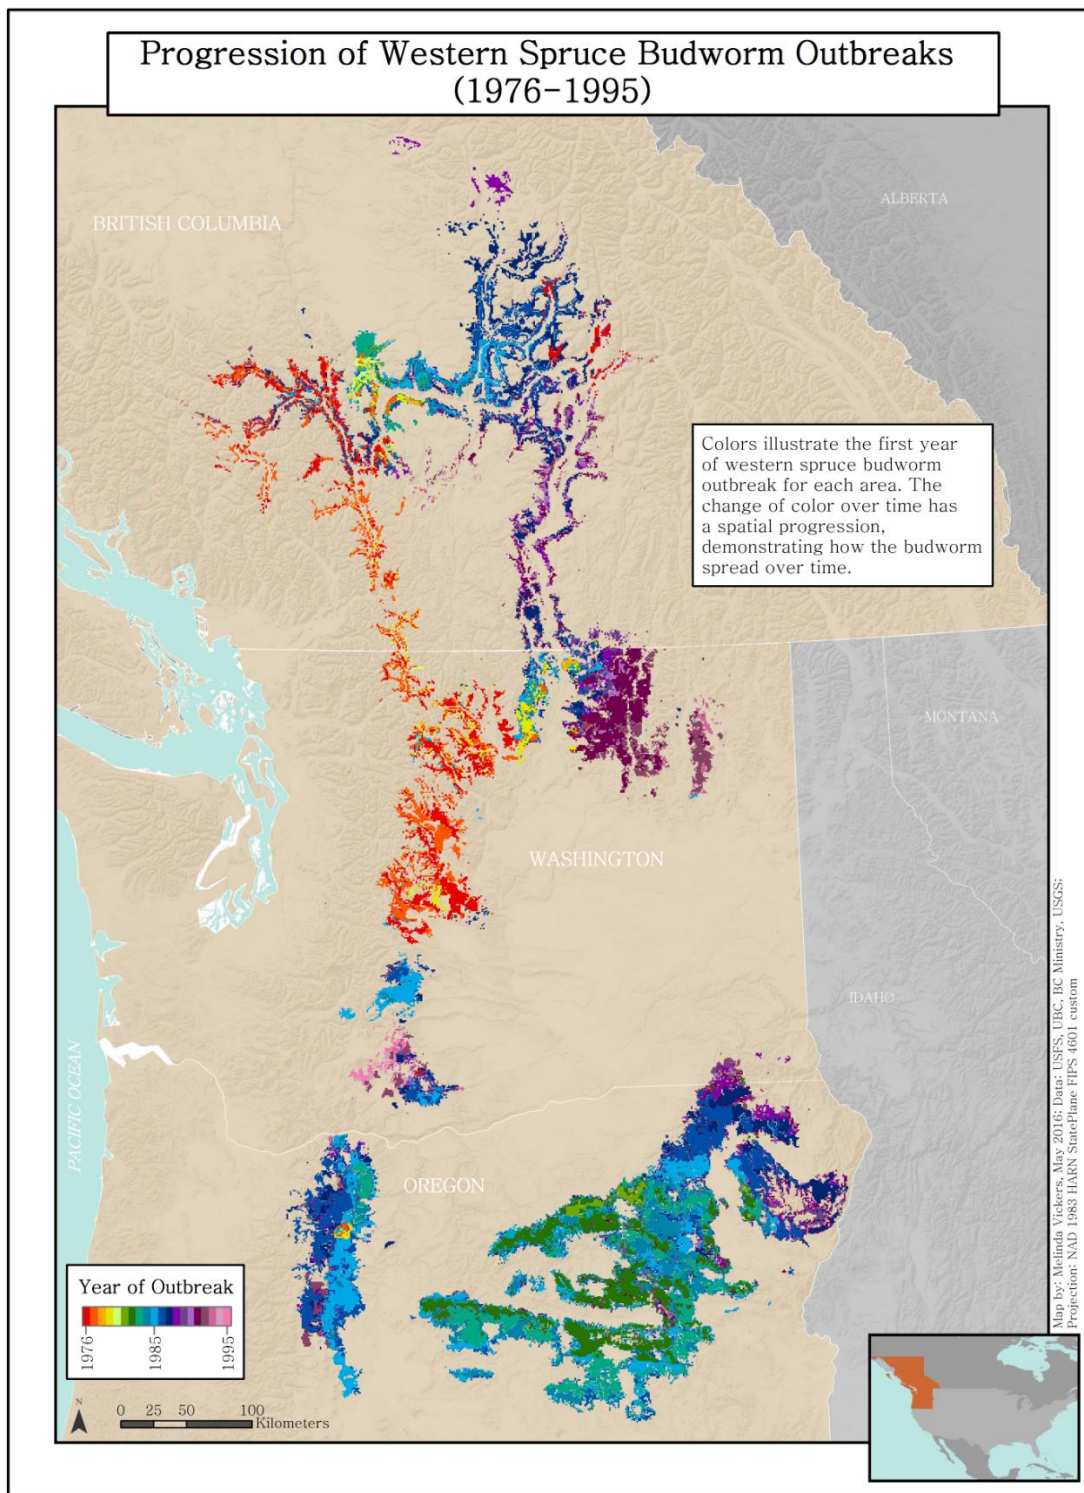 Progression of Western Spruce Budworm Outbreaks
(1976-1995)
ALBERTA
BRITISH COLUMBIA
Colors illustrate the first year
of western spruce budworm
outbreak for each area. The
change of color over time has
a spatial progression,
demonstrating how the budworm
spread over time.
MONTANA
WASHINGTON
IDAHO
PACIFIC OCEAN
OREGON
Year of Outbreak
1976
1985
1995
N
0 25 50 100
Kilometers
Map by: Melinda Vickers, May 2016; Data: USFS, UBC, BC Ministry, USGS;
Projection: NAD 1983 HARN StatePlane FIPS 4601 custom